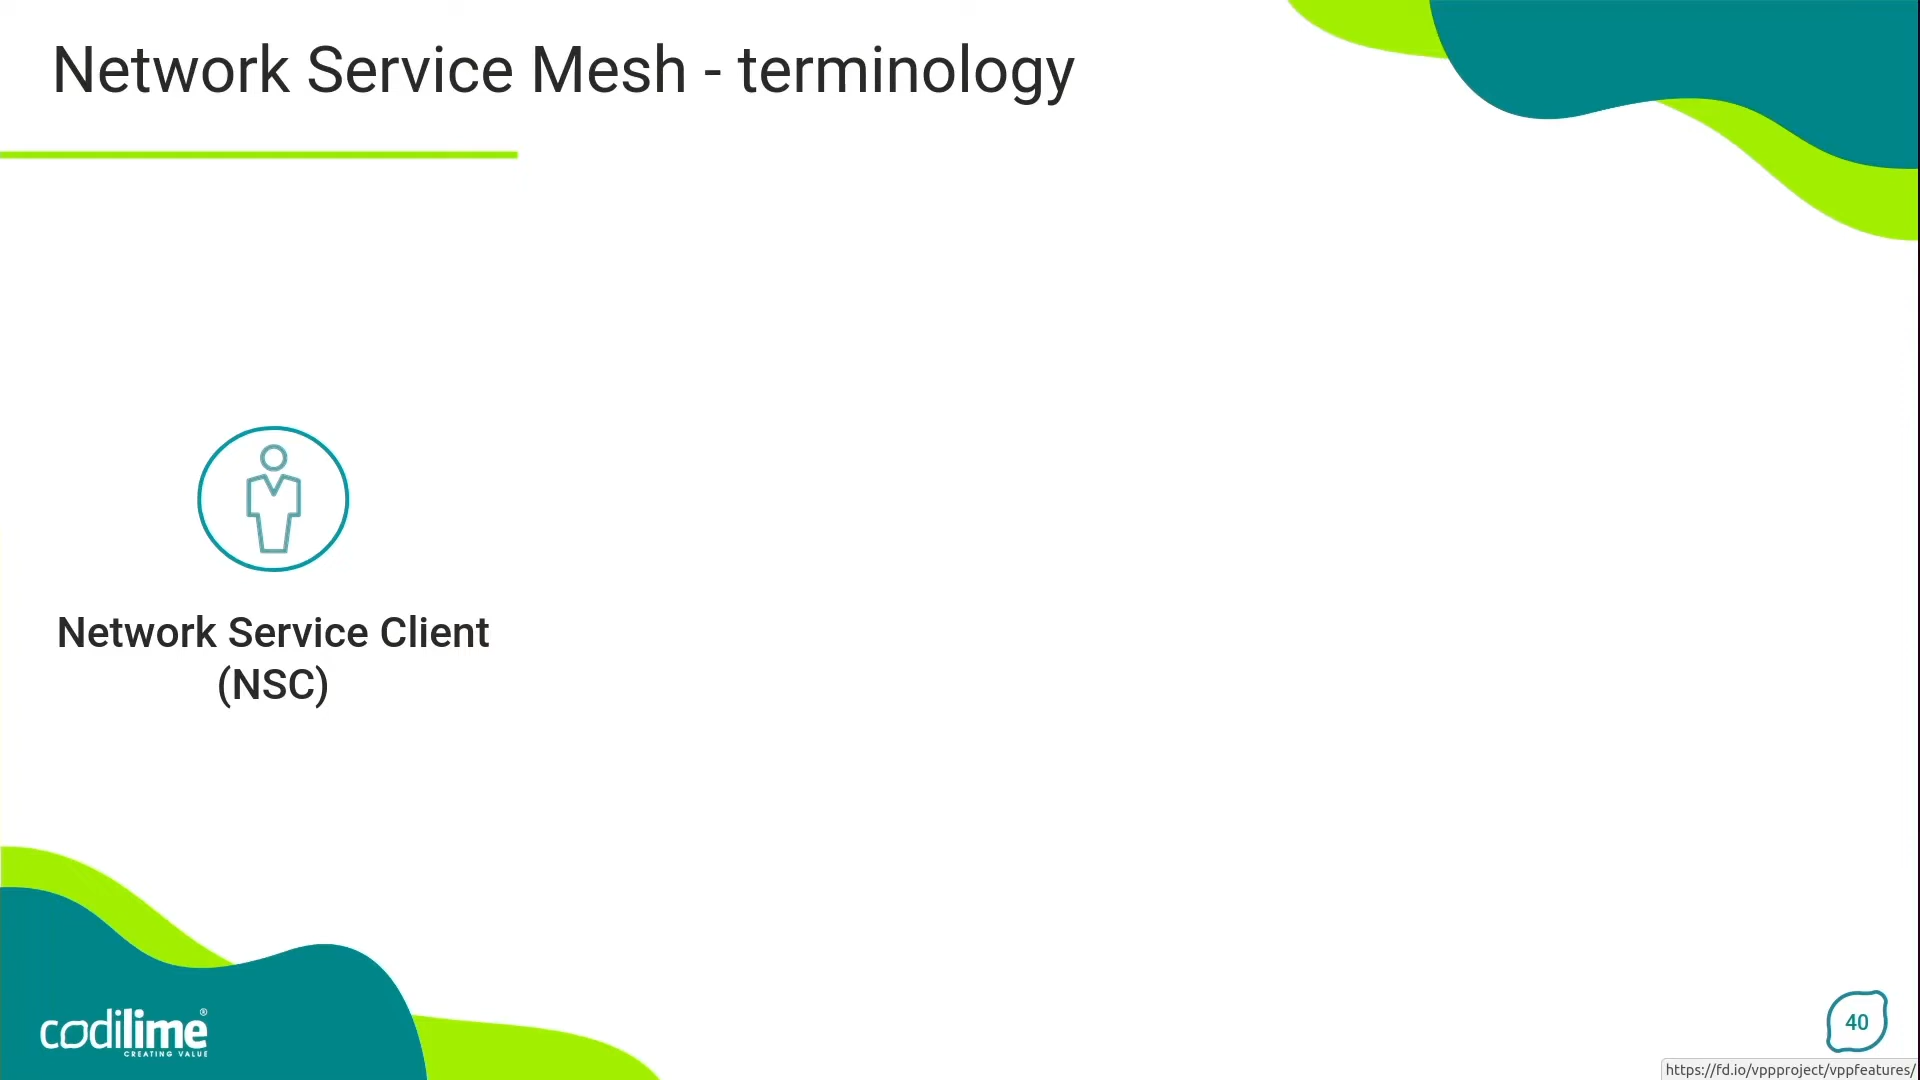 Network Service Mesh - terminology
Network Service Client
(NSC)
codilime®
CREATING VALUE
40
https://fd.io/vppproject/vppfeatures/